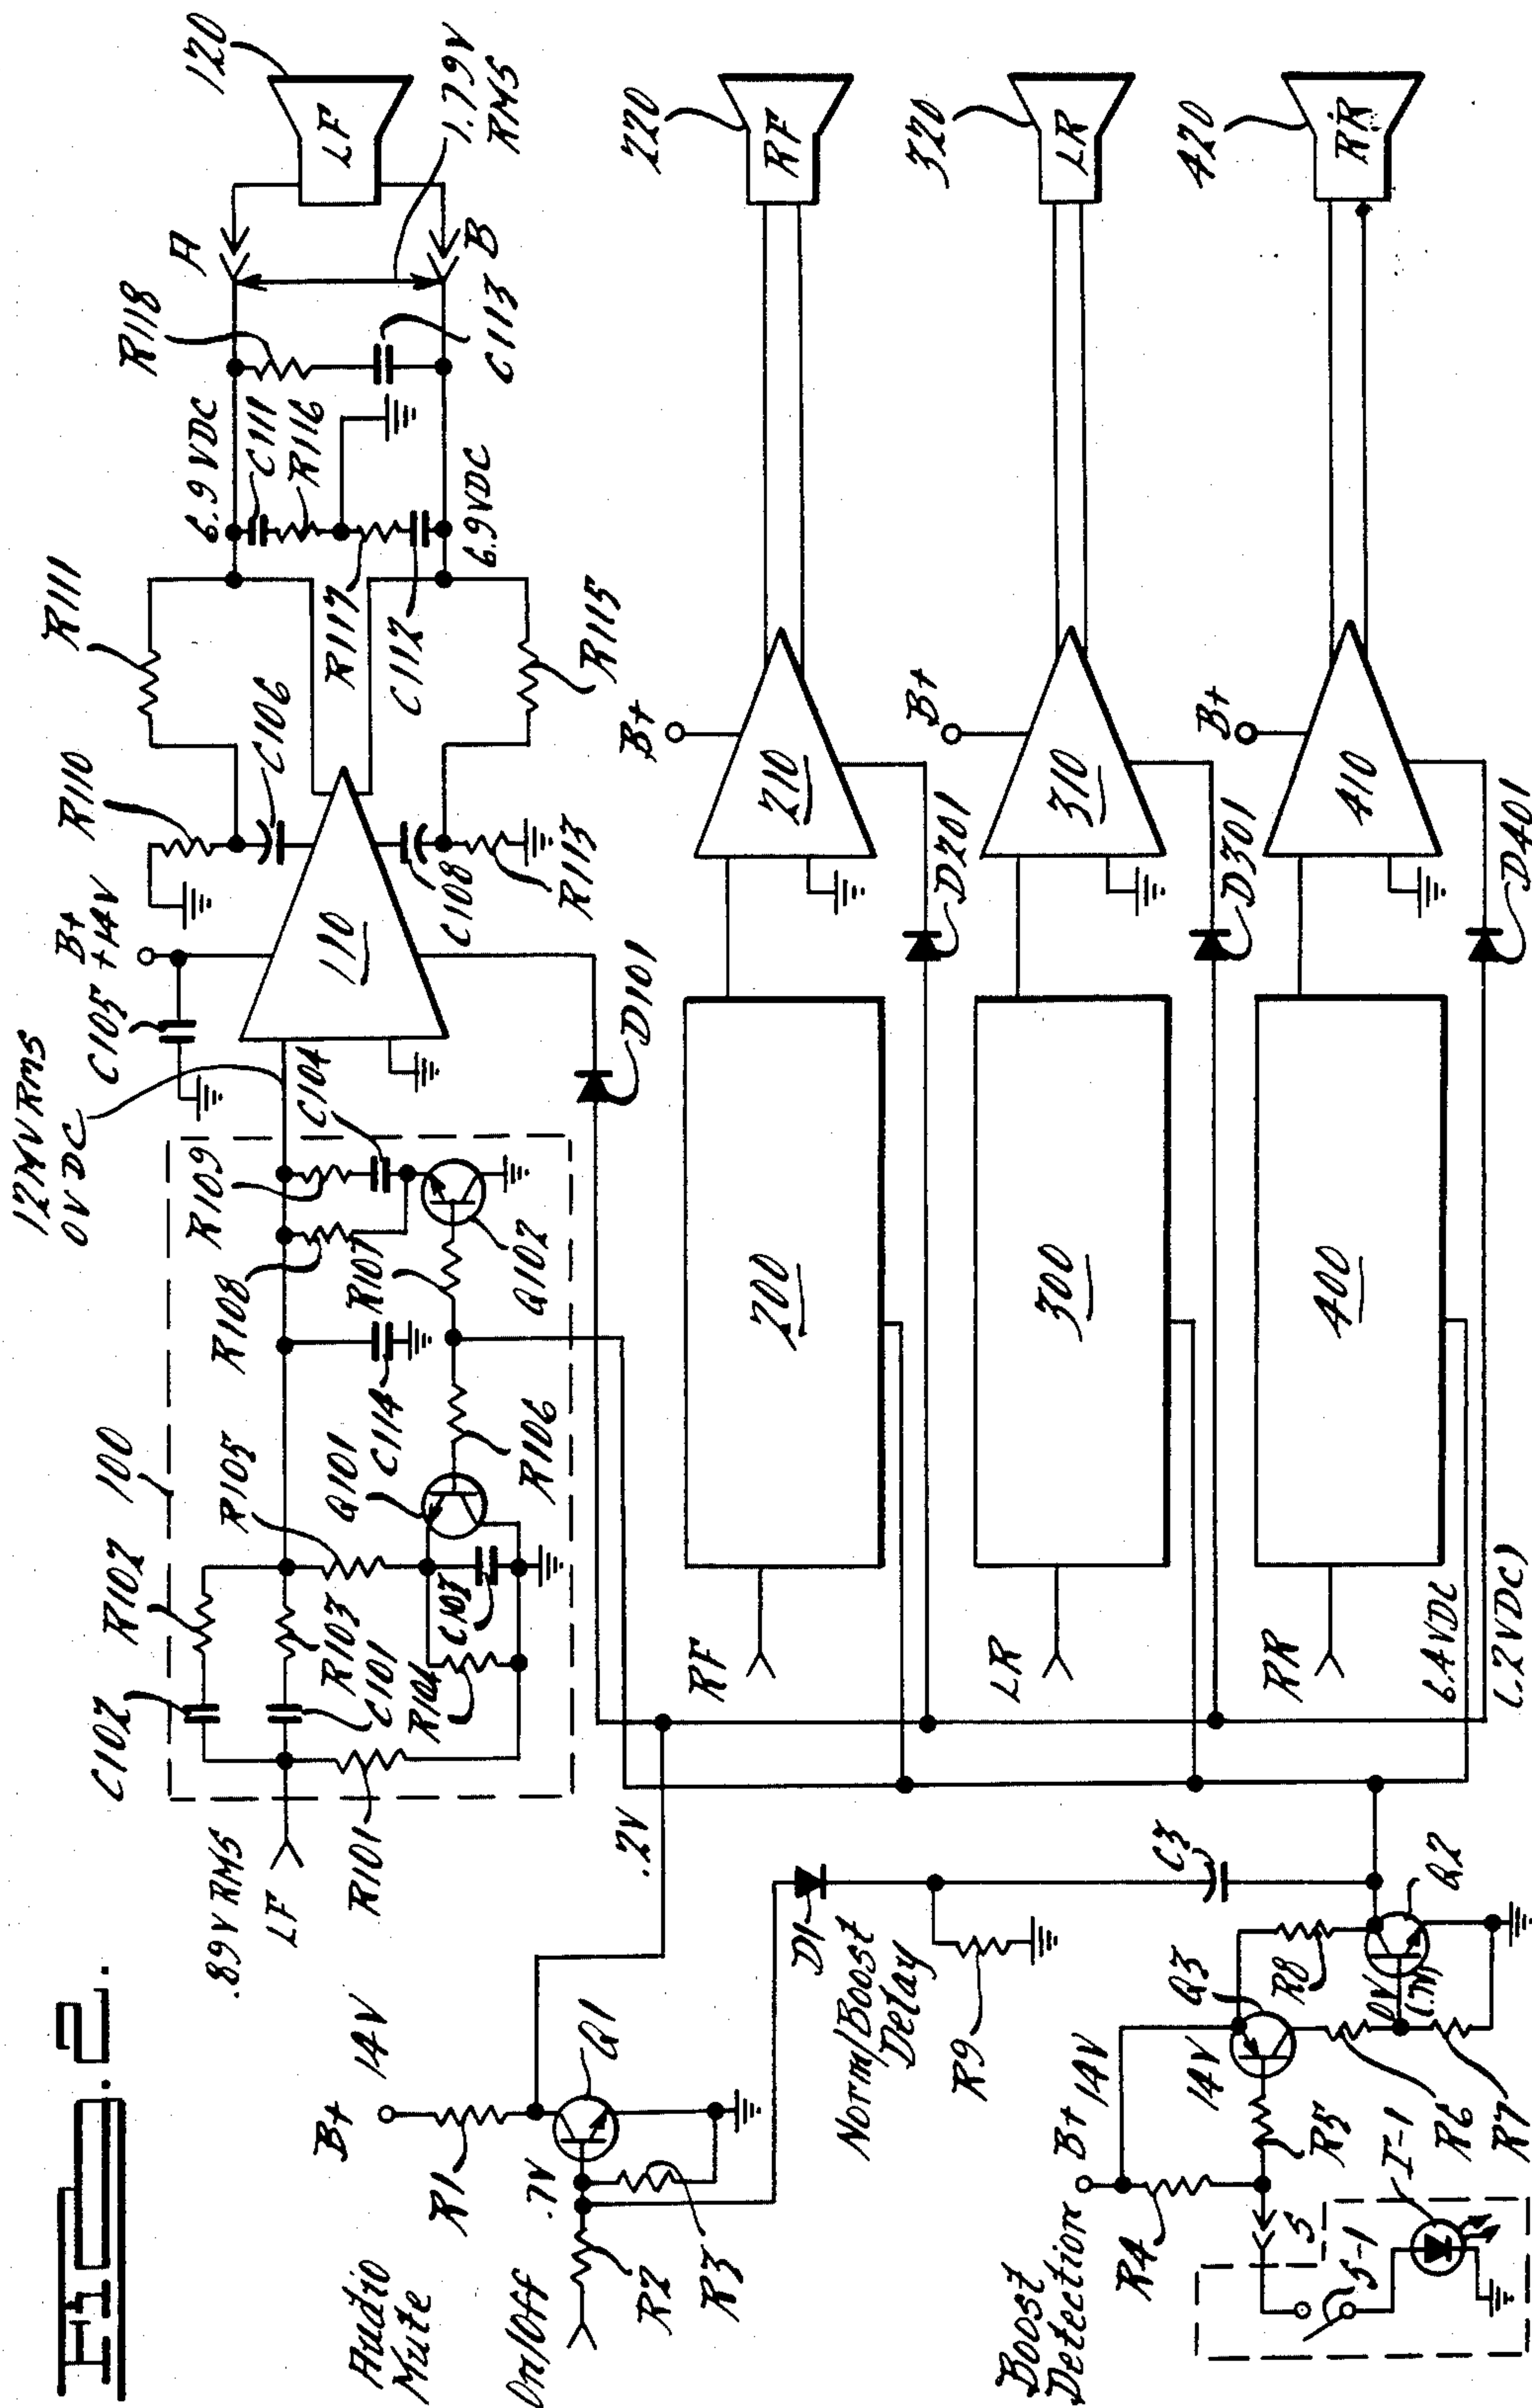 Fig. 2.
Audio
Mute
On/Off
R2
R3
.7V
R1
B+
14V
Q1
.2V
Norm/Boost
Delay
D1
R9
C3
Boost
Detection
B+
14V
R4
14V
Q3
R8
Q2
0V
(.7V)
R5
R6
R7
I-1
S-1
S
.89V RMS
LF
R101
C102
R102
100
R103
C101
R104
C107
R105
Q101
C114
R106
R107
R108
R109
C104
Q102
12MV RMS
0VDC
C105
B+
+14V
110
D101
R110
C106
C108
R113
R111
R115
6.9VDC
C111
R116
R117
C112
6.9VDC
R118
C113
A
B
LF
120
1.79V
RMS
RF
200
B+
210
D201
RF
220
LR
300
B+
310
D301
LR
320
RR
400
B+
410
D401
RR
420
6.4VDC
(.2VDC)